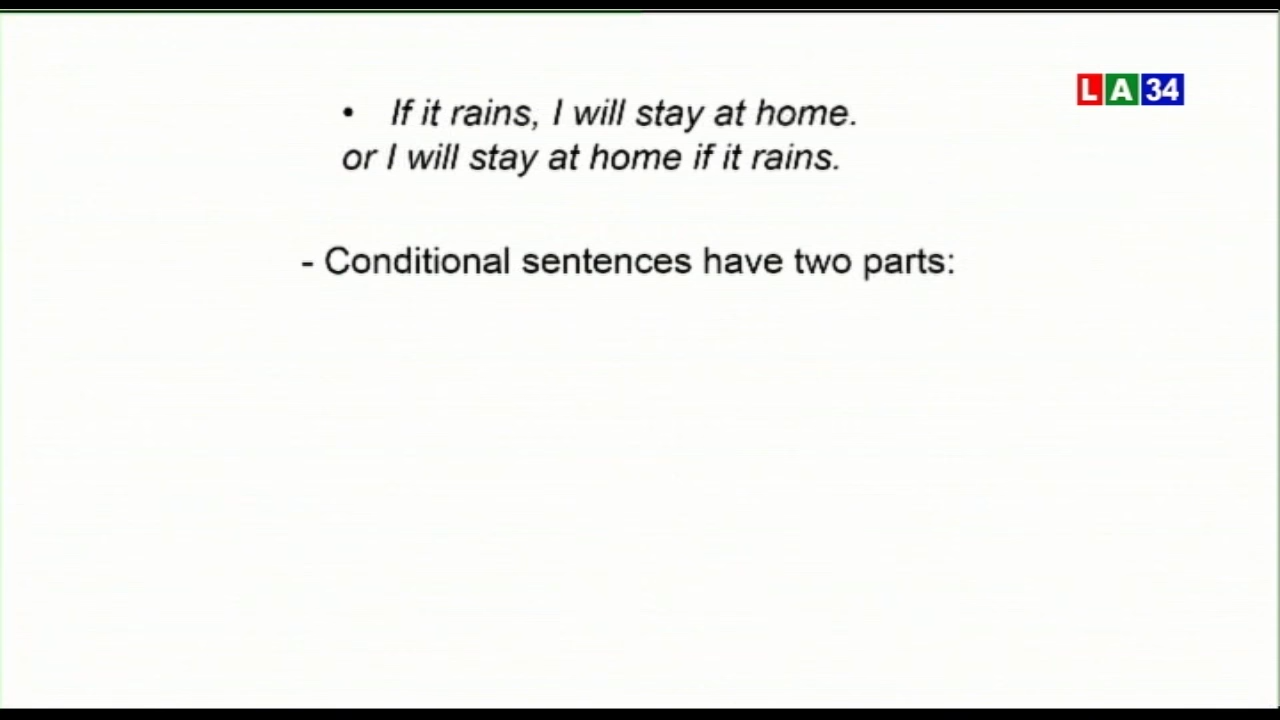 LA34
• If it rains, I will stay at home.
or I will stay at home if it rains.
- Conditional sentences have two parts: